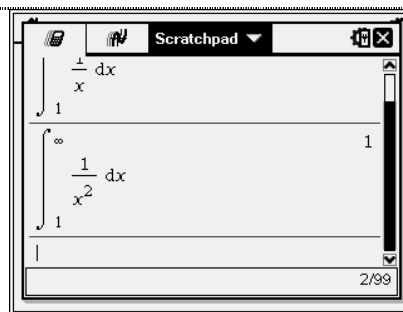 Scratchpad
∫ 1 1/x dx
∫ 1 ∞ 1/x² dx 1
2/99